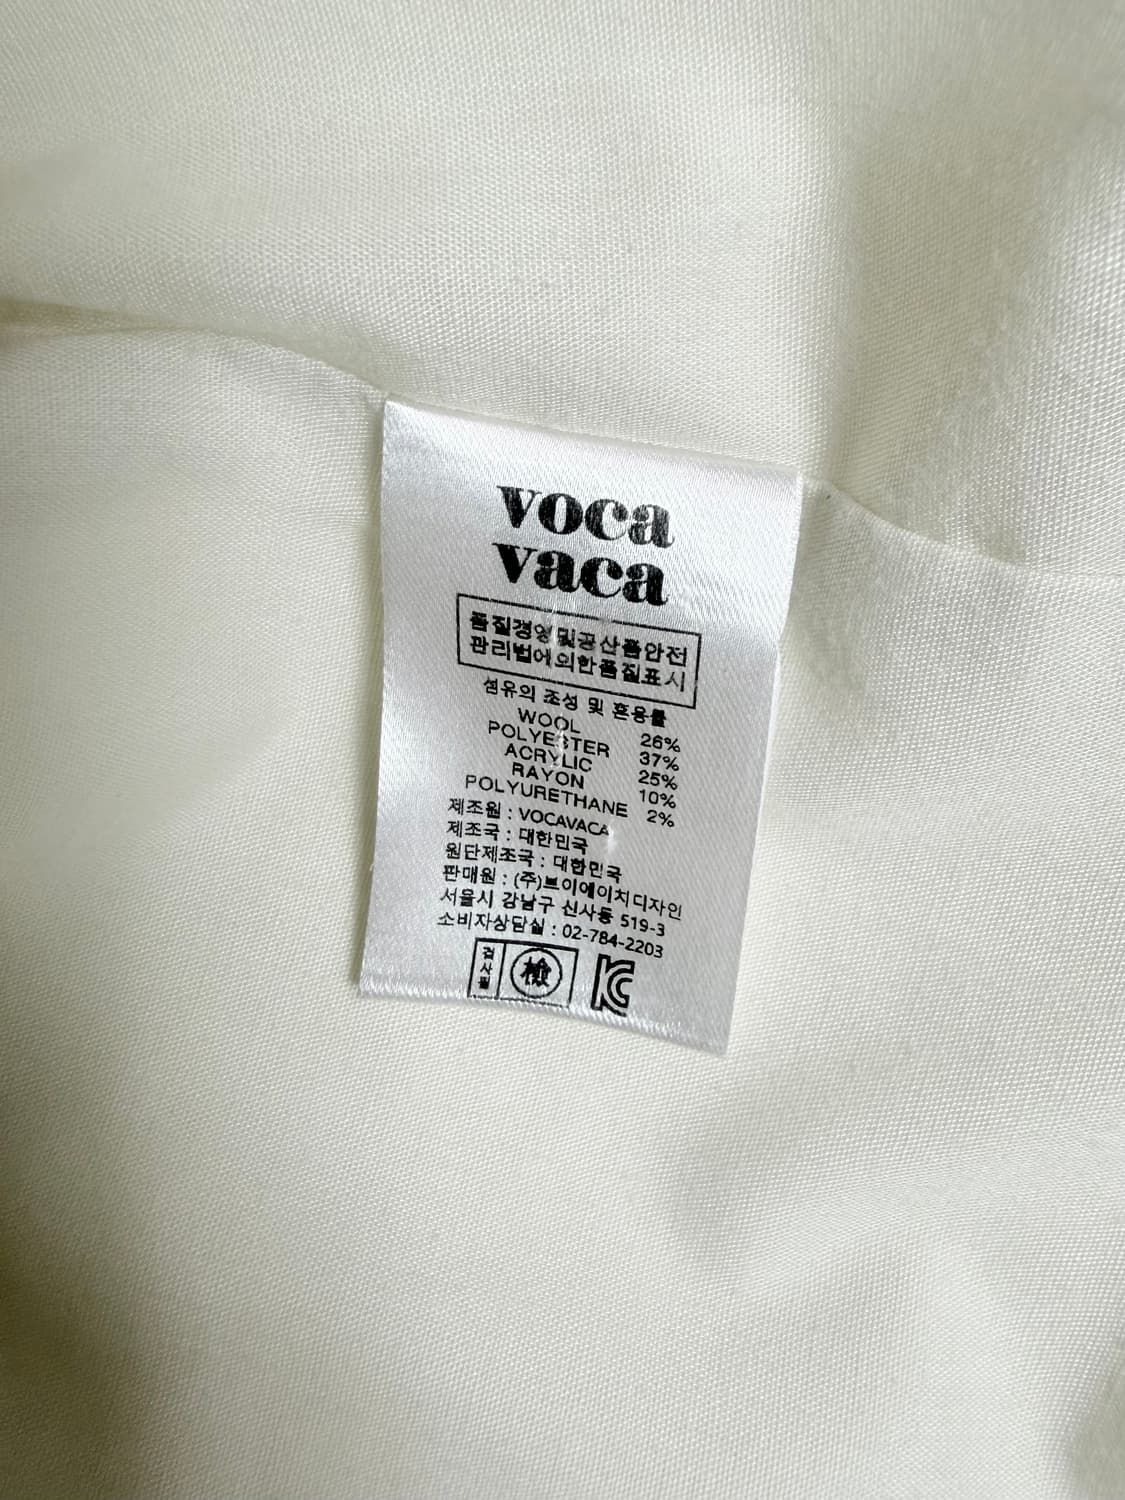 voca
vaca
품질경영및공산품안전
관리법에의한품질표시
섬유의 조성 및 혼용률
WOOL 26%
POLYESTER 37%
ACRYLIC 25%
RAYON 10%
POLYURETHANE 2%
제조원 : VOCAVACA
제조국 : 대한민국
원단제조국 : 대한민국
판매원 : (주)브이에이치디자인
서울시 강남구 신사동 519-3
소비자상담실 : 02-784-2203
검사필 檢 KC